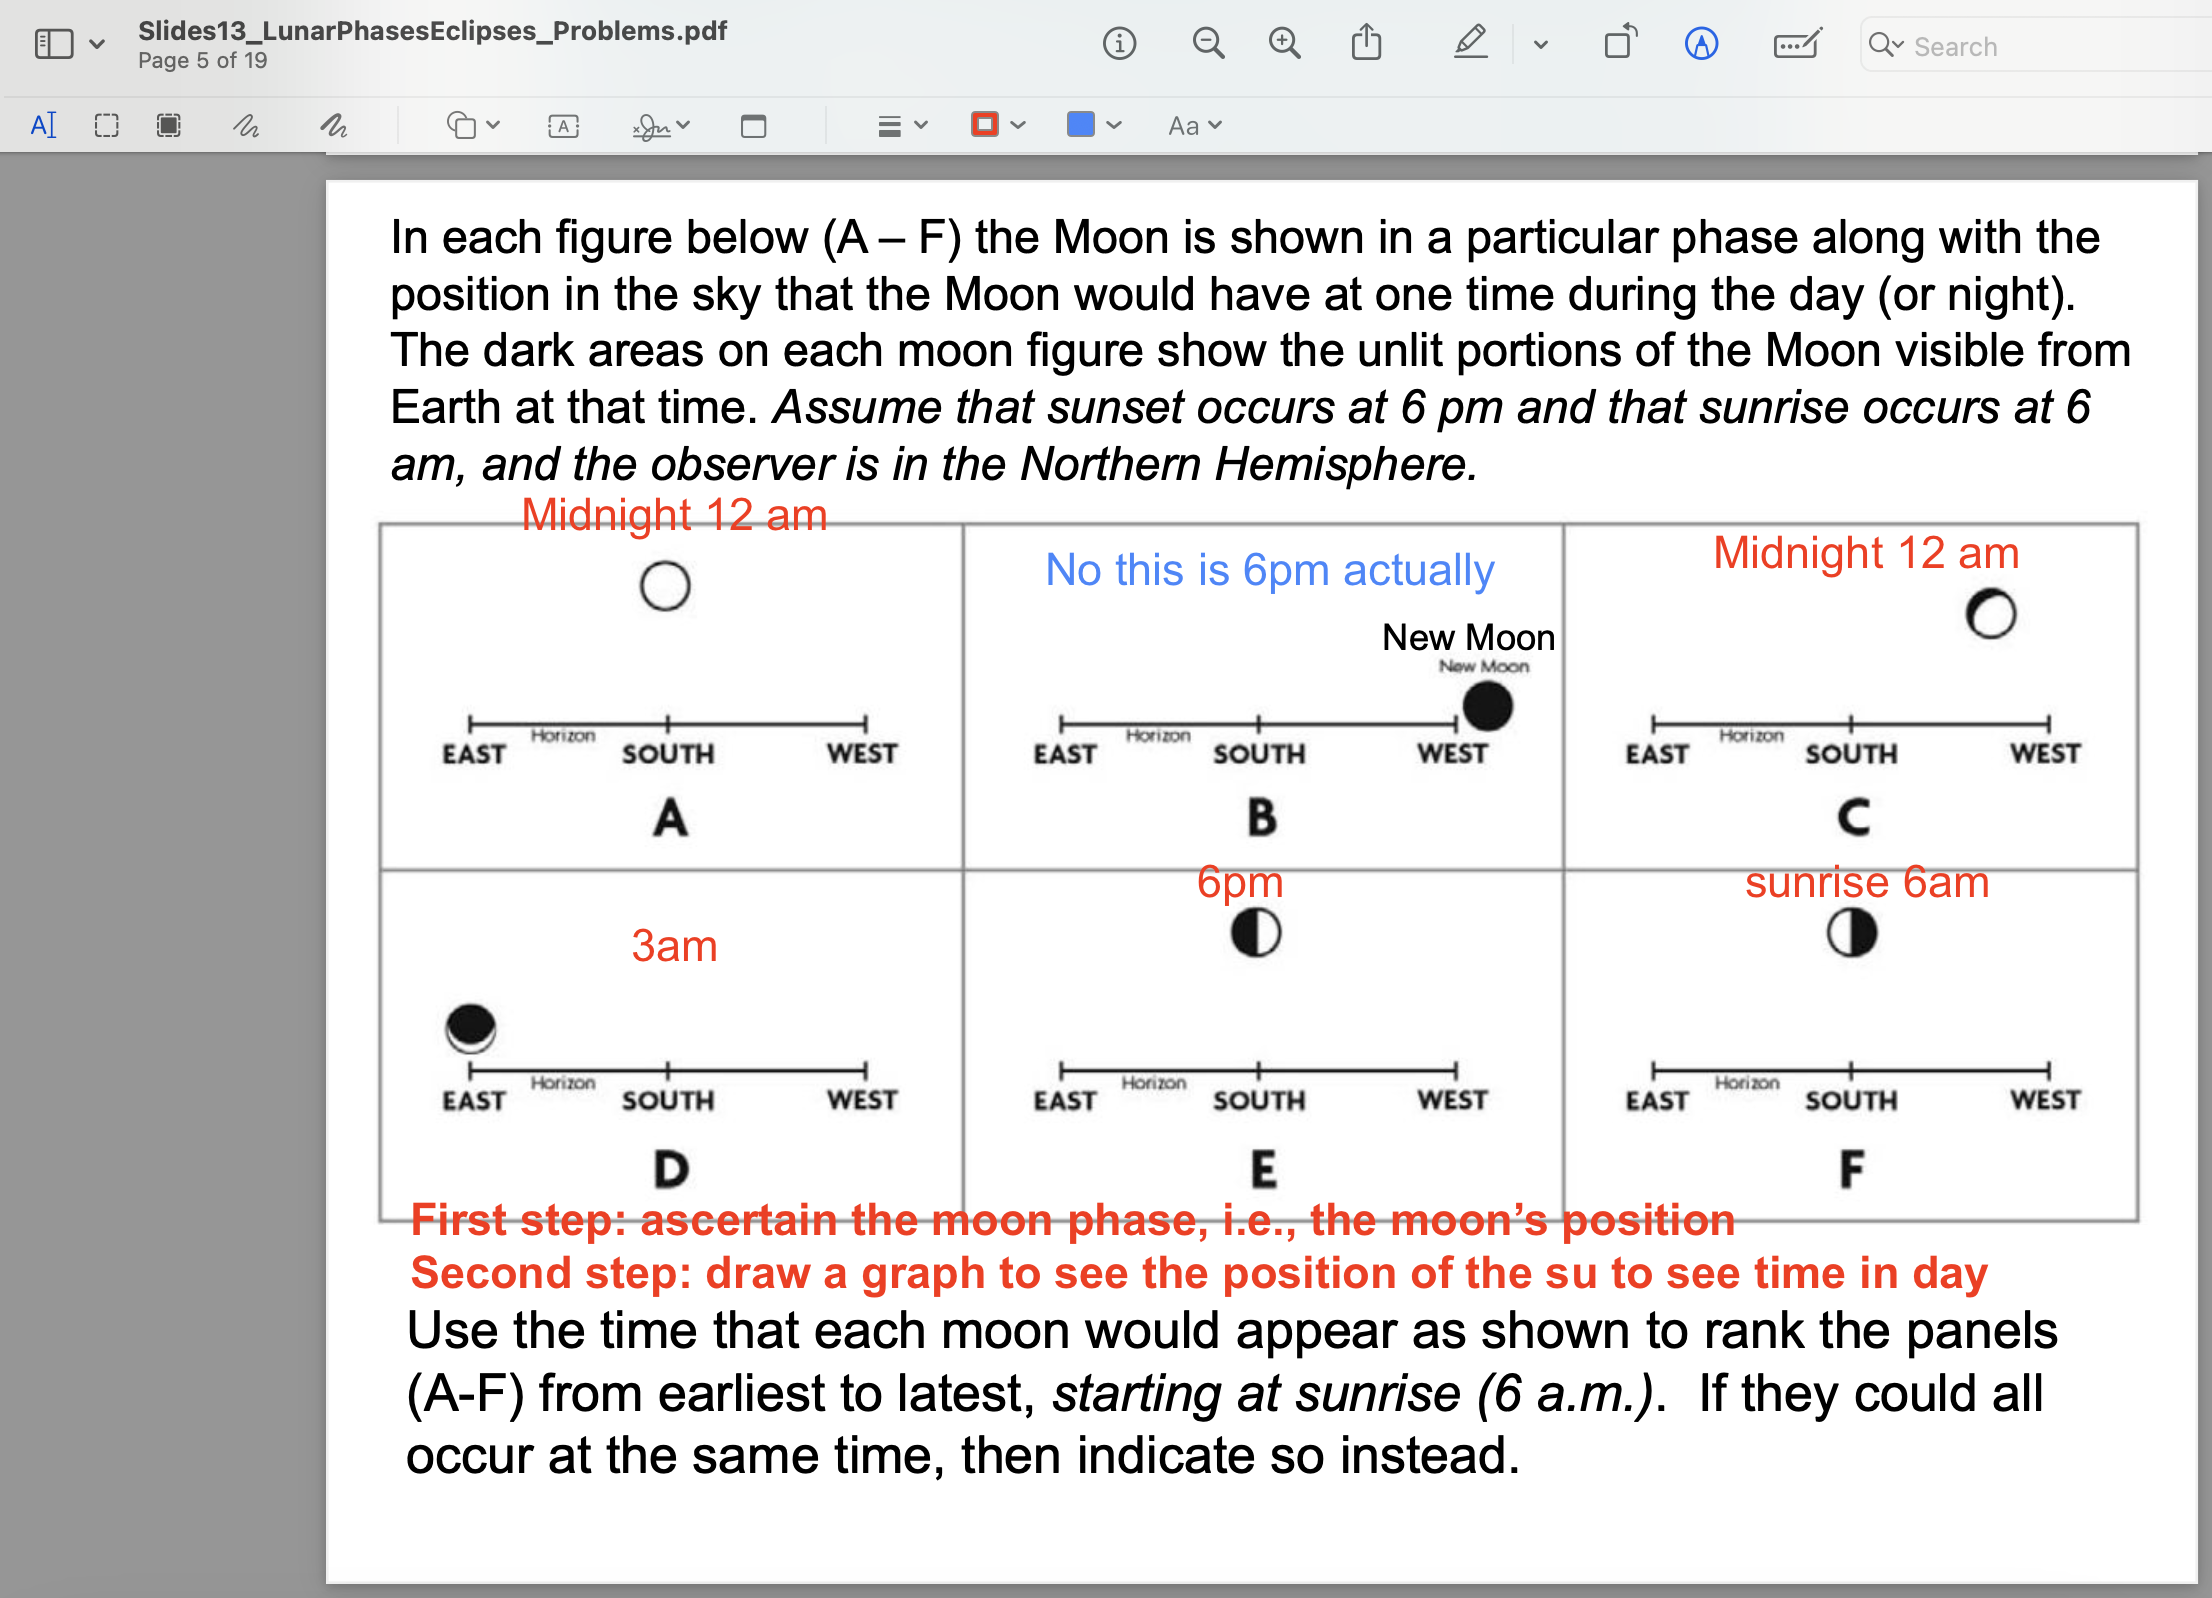 Slides13_LunarPhasesEclipses_Problems.pdf
Page 5 of 19
Search
A
Aa
In each figure below (A – F) the Moon is shown in a particular phase along with the
position in the sky that the Moon would have at one time during the day (or night).
The dark areas on each moon figure show the unlit portions of the Moon visible from
Earth at that time. Assume that sunset occurs at 6 pm and that sunrise occurs at 6
am, and the observer is in the Northern Hemisphere.
Midnight 12 am
Horizon
EAST SOUTH WEST
A
No this is 6pm actually
New Moon
New Moon
Horizon
EAST SOUTH WEST
B
Midnight 12 am
Horizon
EAST SOUTH WEST
C
3am
Horizon
EAST SOUTH WEST
D
6pm
Horizon
EAST SOUTH WEST
E
sunrise 6am
Horizon
EAST SOUTH WEST
F
First step: ascertain the moon phase, i.e., the moon’s position
Second step: draw a graph to see the position of the su to see time in day
Use the time that each moon would appear as shown to rank the panels
(A-F) from earliest to latest, starting at sunrise (6 a.m.). If they could all
occur at the same time, then indicate so instead.